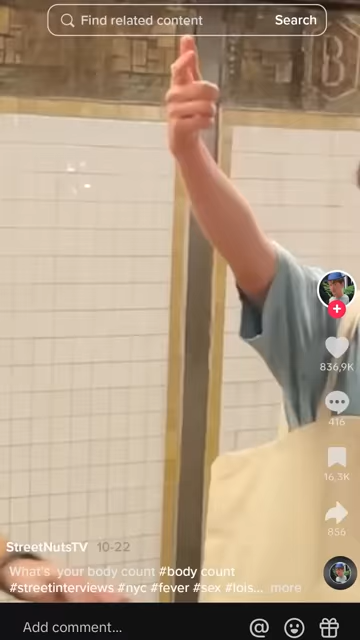 Find related content Search
836,9K
416
16,3K
856
StreetNutsTV 10-22
What's your body count #body count
#streetinterviews #nyc #fever #sex #lois... more
Add comment...